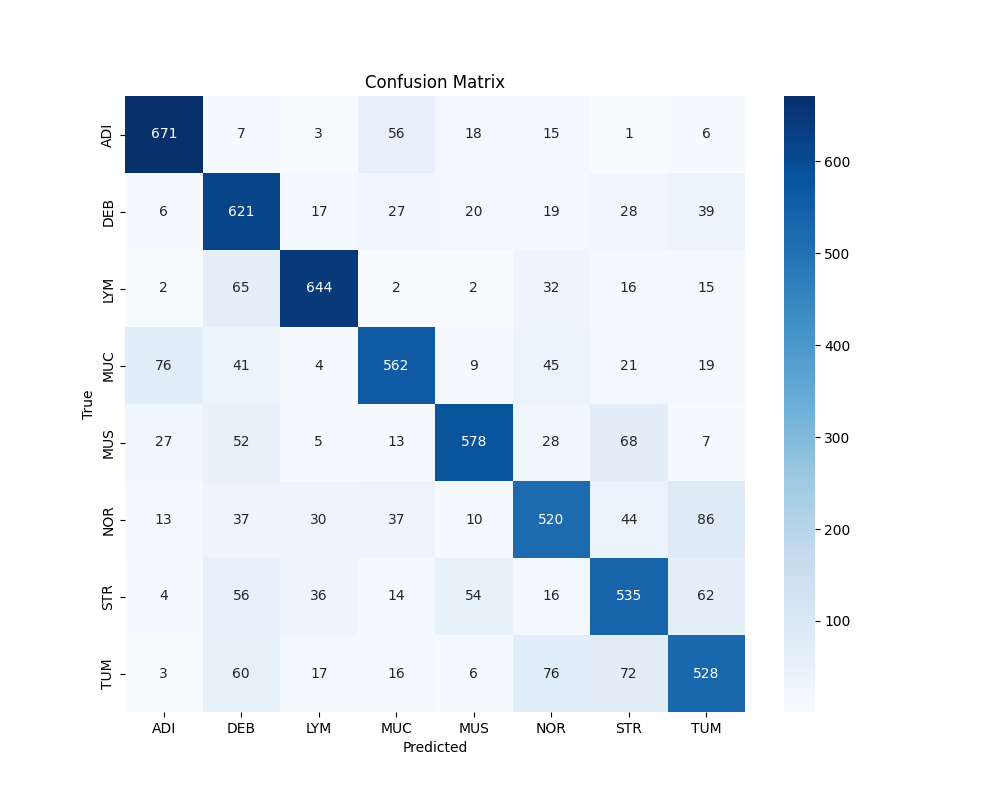 Confusion Matrix
True
ADI 671 7 3 56 18 15 1 6
DEB 6 621 17 27 20 19 28 39
LYM 2 65 644 2 2 32 16 15
MUC 76 41 4 562 9 45 21 19
MUS 27 52 5 13 578 28 68 7
NOR 13 37 30 37 10 520 44 86
STR 4 56 36 14 54 16 535 62
TUM 3 60 17 16 6 76 72 528
ADI DEB LYM MUC MUS NOR STR TUM
Predicted
600
500
400
300
200
100